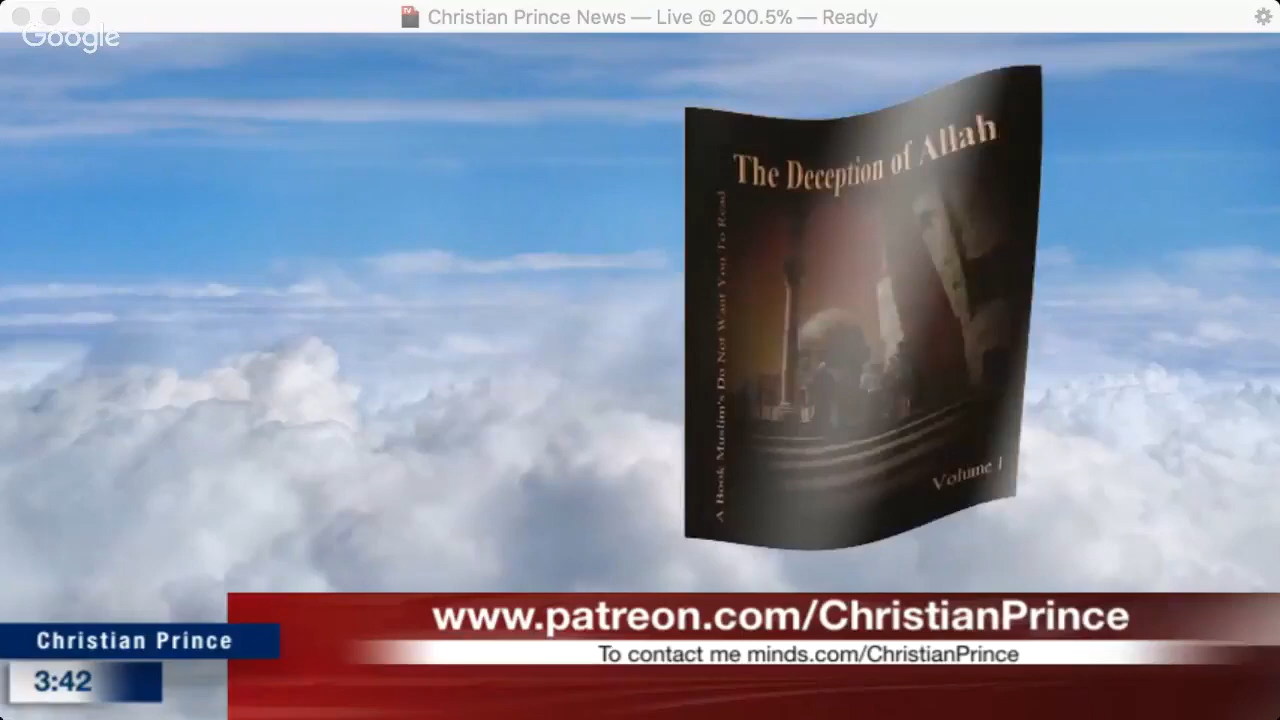 Christian Prince News — Live @ 200.5% — Ready
Google
The Deception of Allah
A Book Muslim's Do Not Want You To Read
Volume I
www.patreon.com/ChristianPrince
Christian Prince
To contact me minds.com/ChristianPrince
3:42